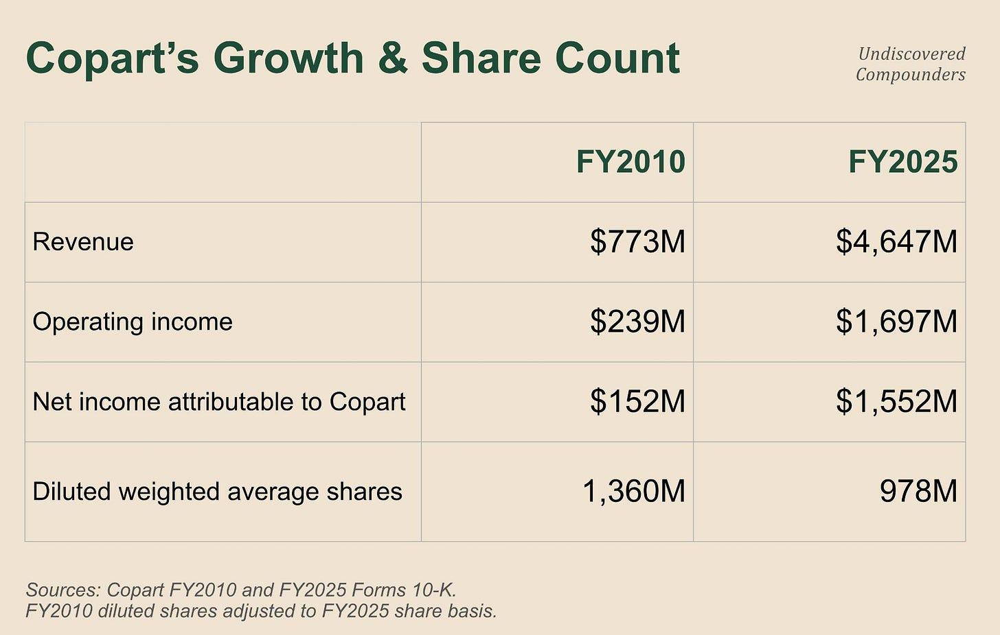 Copart’s Growth & Share Count
Undiscovered
Compounders
FY2010 FY2025
Revenue $773M $4,647M
Operating income $239M $1,697M
Net income attributable to Copart $152M $1,552M
Diluted weighted average shares 1,360M 978M
Sources: Copart FY2010 and FY2025 Forms 10-K.
FY2010 diluted shares adjusted to FY2025 share basis.